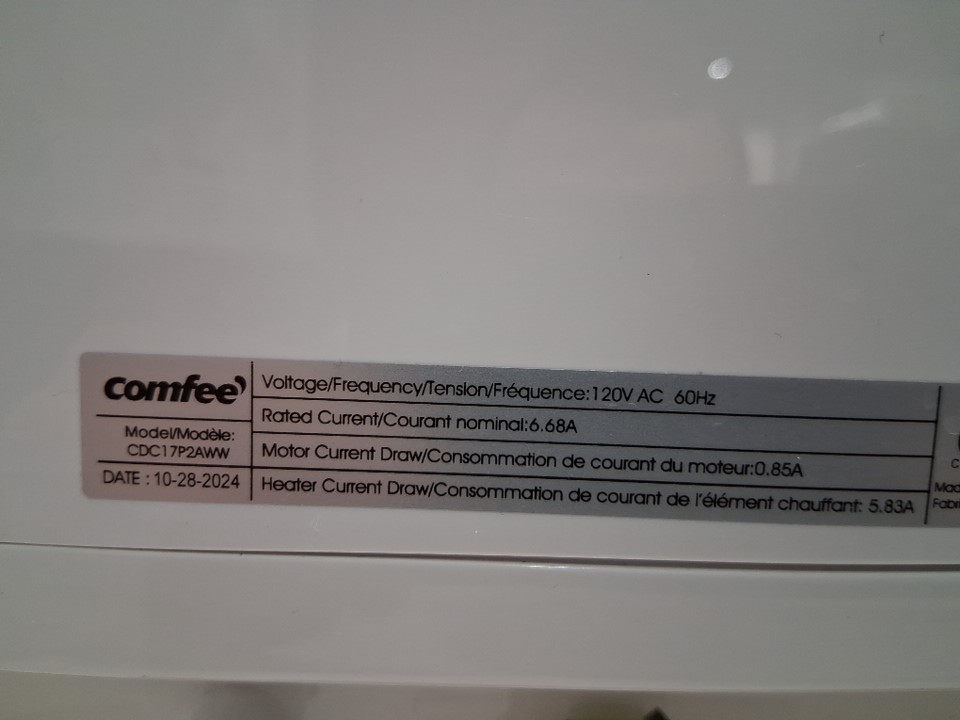 comfee'
Model/Modèle:
CDC17P2AWW
DATE : 10-28-2024
Voltage/Frequency/Tension/Fréquence:120V AC 60Hz
Rated Current/Courant nominal:6.68A
Motor Current Draw/Consommation de courant du moteur:0.85A
Heater Current Draw/Consommation de courant de l'élément chauffant: 5.83A